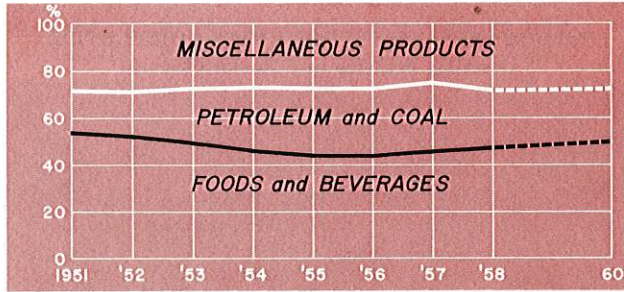 %
100
MISCELLANEOUS PRODUCTS
80
PETROLEUM and COAL
60
40
FOODS and BEVERAGES
20
0
1951 '52 '53 '54 '55 '56 '57 '58 60